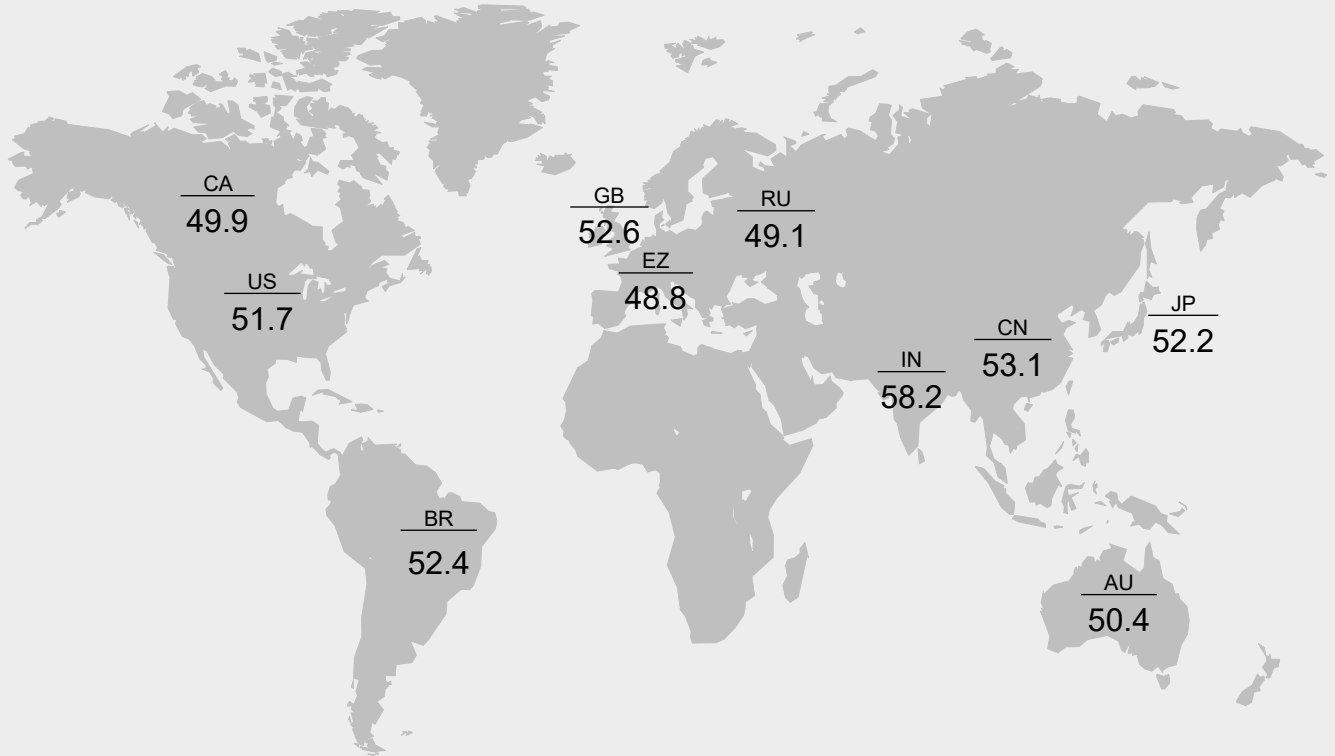 CA
49.9
GB
52.6
RU
49.1
EZ
48.8
US
51.7
JP
52.2
CN
53.1
IN
58.2
BR
52.4
AU
50.4